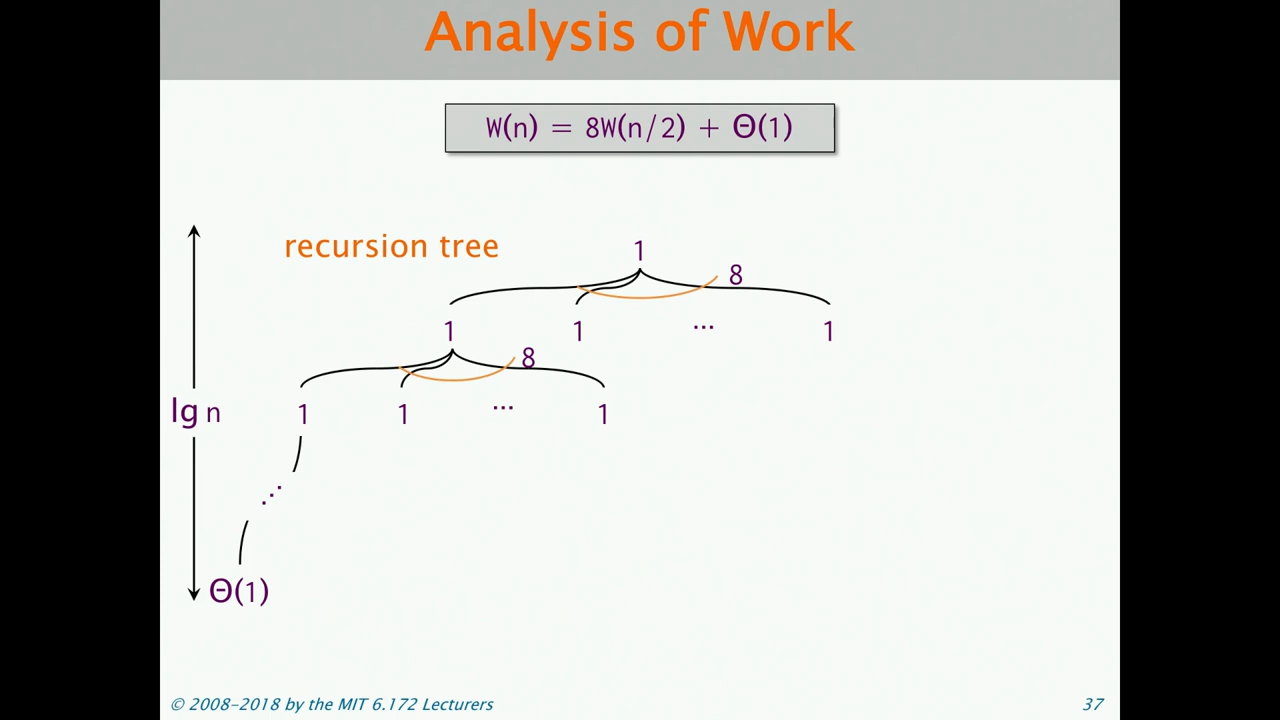 Analysis of Work
W(n) = 8W(n/2) + Θ(1)
recursion tree
1
8
1 1 ... 1
8
lg n
1 1 ... 1
⋰
Θ(1)
© 2008-2018 by the MIT 6.172 Lecturers
37